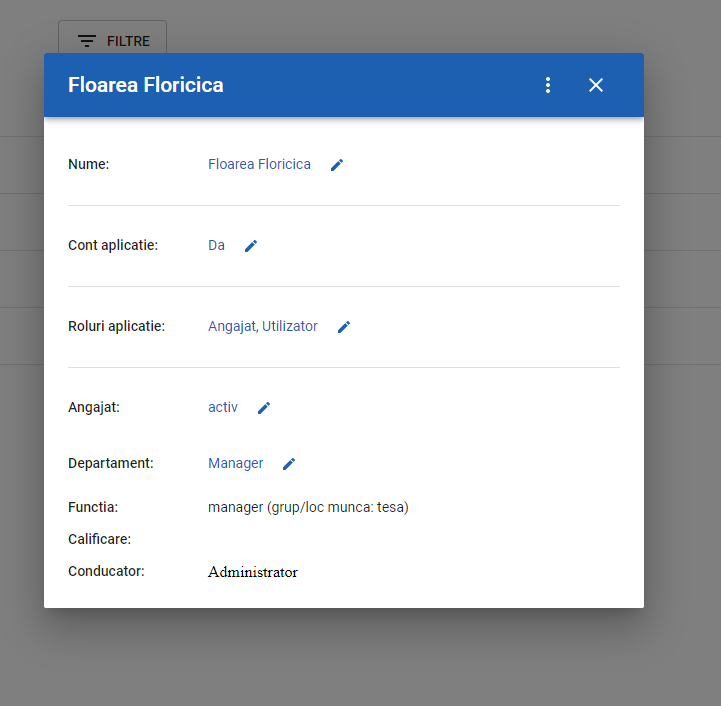 FILTRE
Floarea Floricica
Nume: Floarea Floricica
Cont aplicatie: Da
Roluri aplicatie: Angajat, Utilizator
Angajat: activ
Departament: Manager
Functia: manager (grup/loc munca: tesa)
Calificare:
Conducator: Administrator